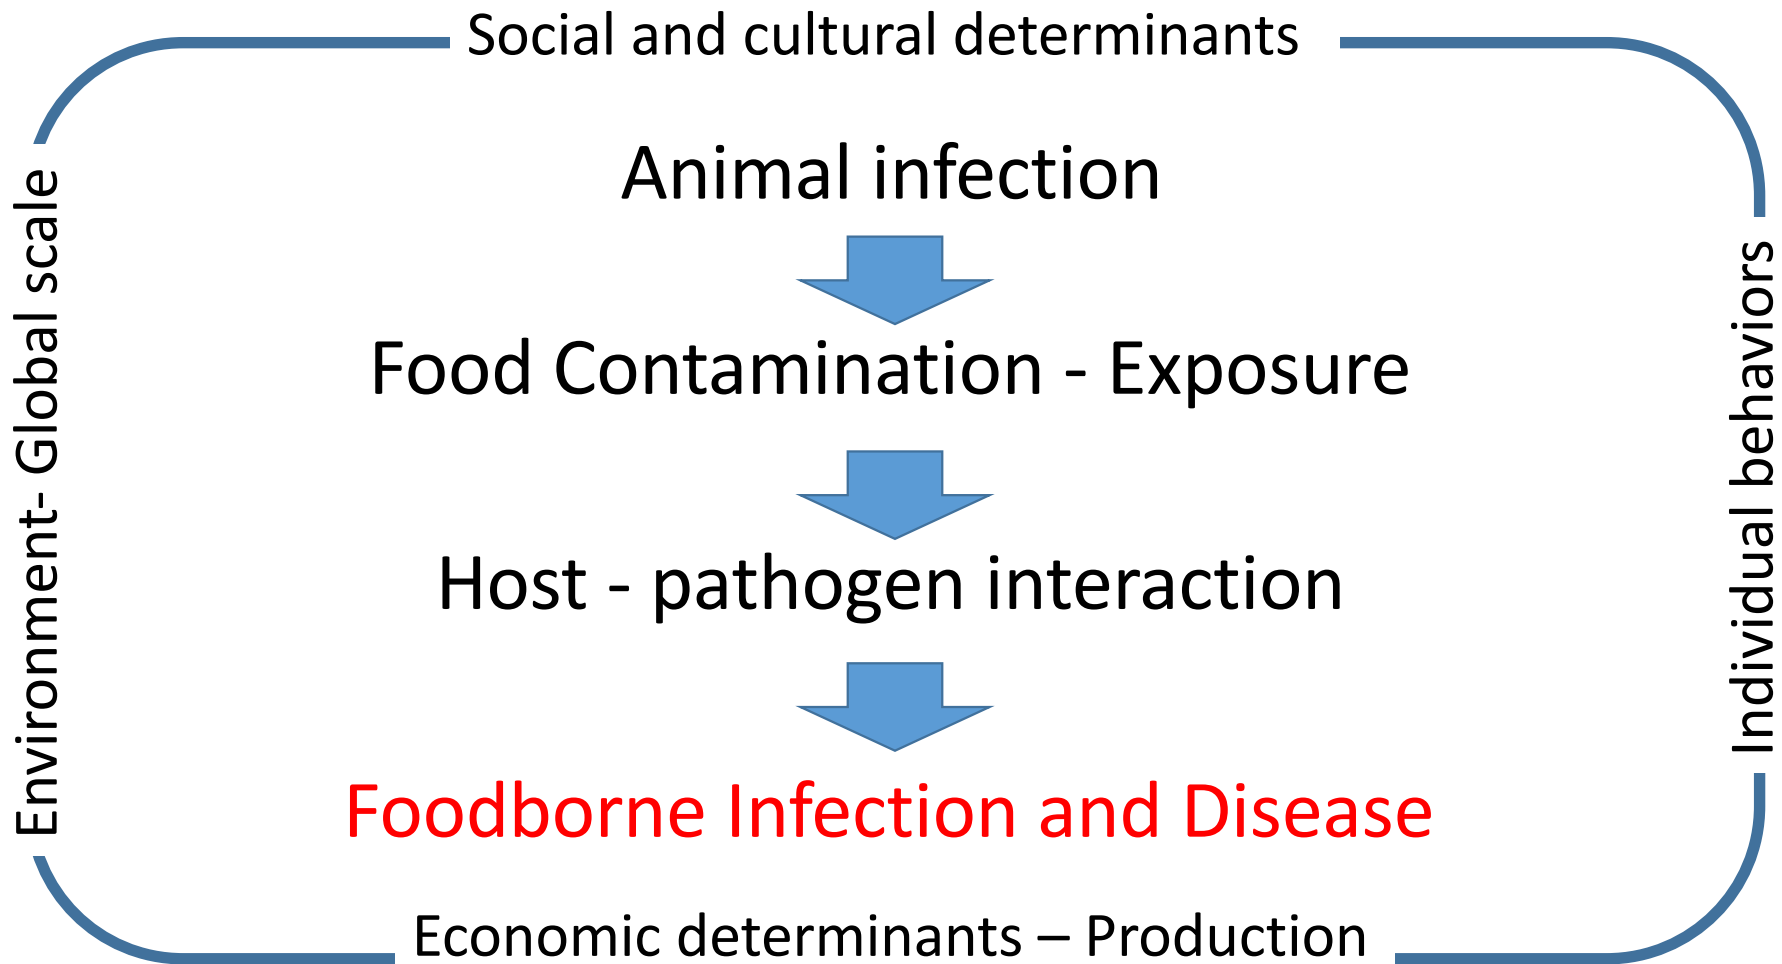 Social and cultural determinants
Animal infection
Environment- Global scale
Food Contamination - Exposure
Individual behaviors
Host - pathogen interaction
Foodborne Infection and Disease
Economic determinants – Production